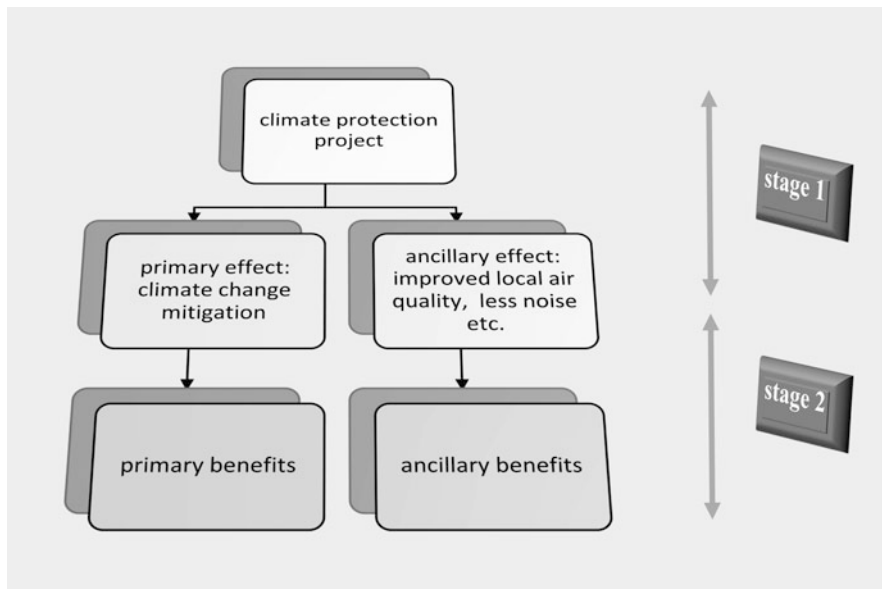 climate protection
project
stage 1
primary effect:
climate change
mitigation
ancillary effect:
improved local air
quality, less noise
etc.
stage 2
primary benefits
ancillary benefits